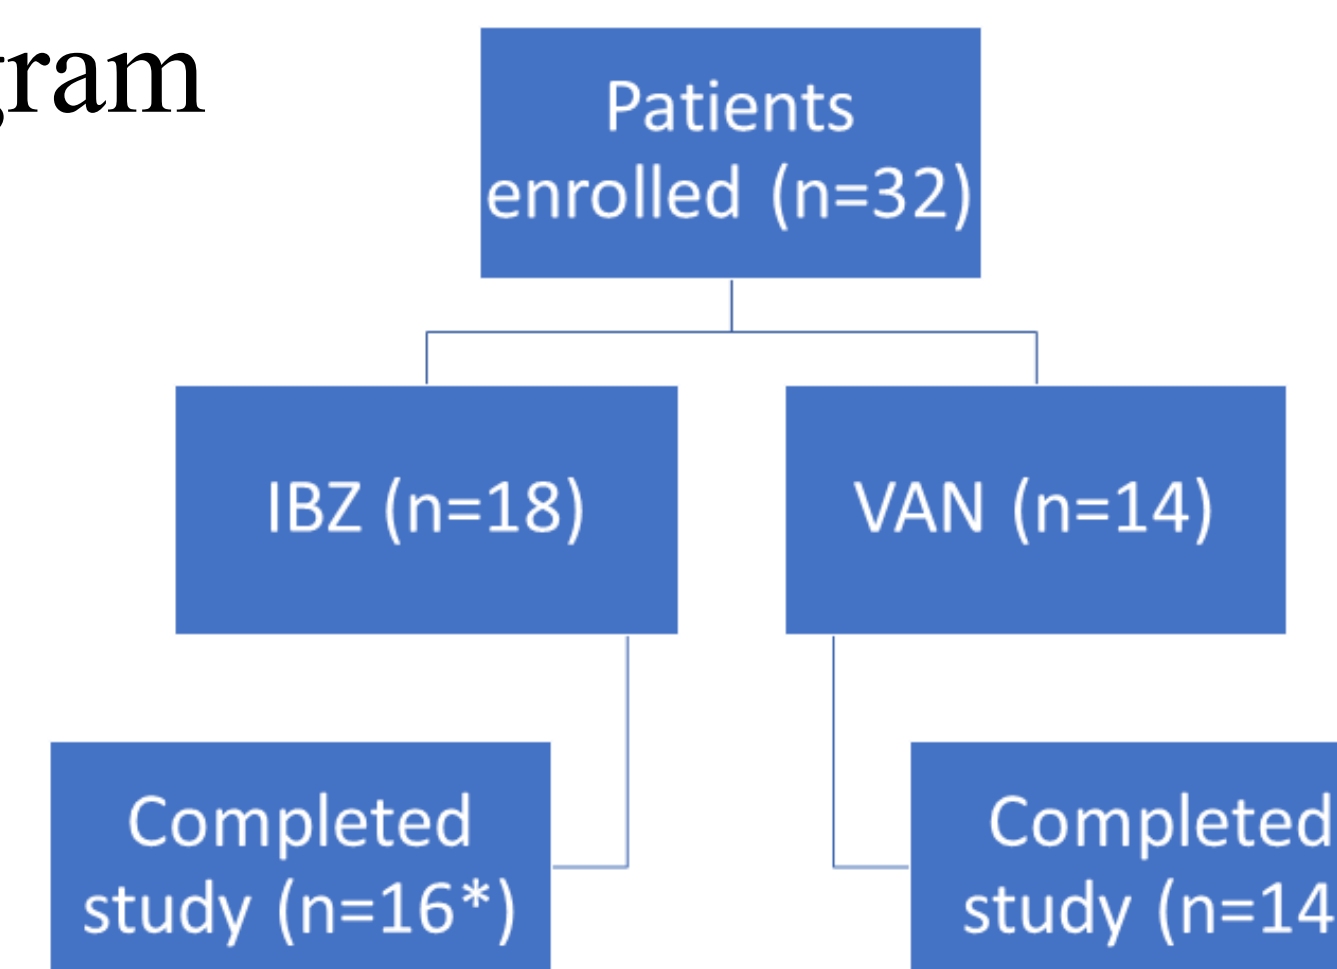 gram
Patients
enrolled (n=32)
IBZ (n=18)
VAN (n=14)
Completed
study (n=16*)
Completed
study (n=14